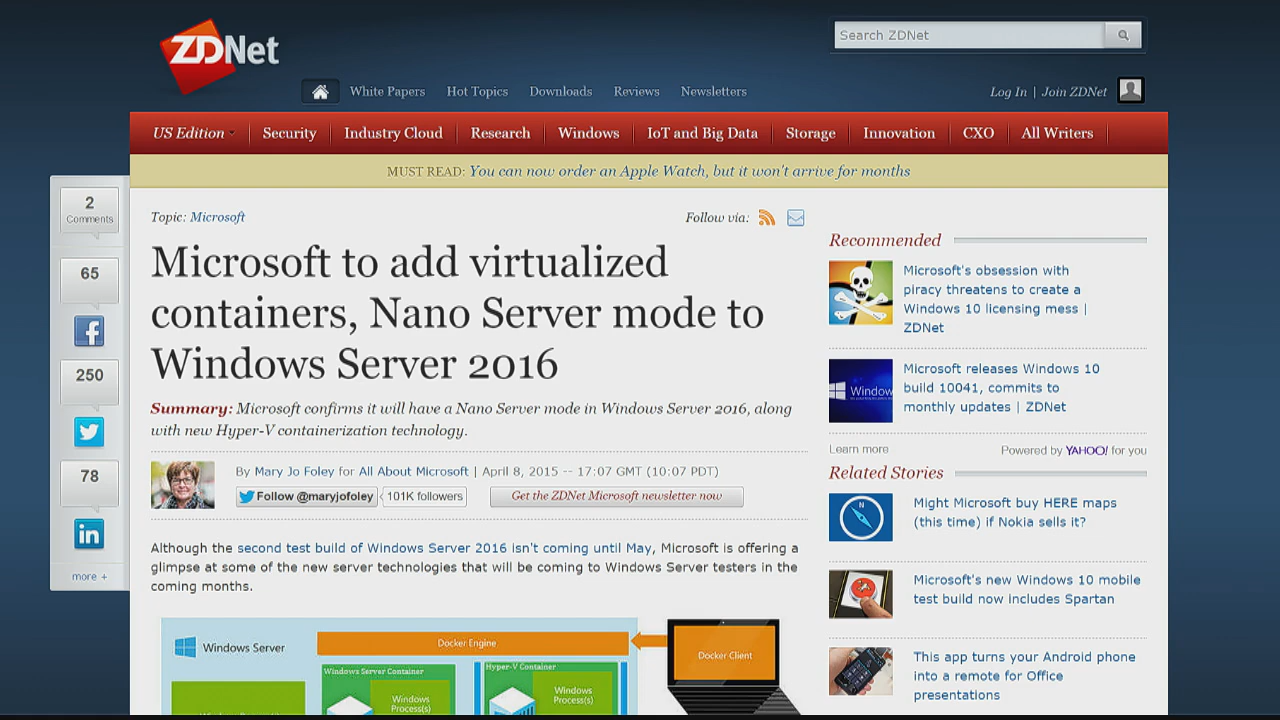 ZDNet
Search ZDNet
White Papers
Hot Topics
Downloads
Reviews
Newsletters
Log In | Join ZDNet
US Edition
Security
Industry Cloud
Research
Windows
IoT and Big Data
Storage
Innovation
CXO
All Writers
MUST READ: You can now order an Apple Watch, but it won't arrive for months
2
Comments
65
250
78
more +
Topic: Microsoft
Follow via:
Microsoft to add virtualized
containers, Nano Server mode to
Windows Server 2016
Summary: Microsoft confirms it will have a Nano Server mode in Windows Server 2016, along
with new Hyper-V containerization technology.
By Mary Jo Foley for All About Microsoft | April 8, 2015 -- 17:07 GMT (10:07 PDT)
Follow @maryjofoley
101K followers
Get the ZDNet Microsoft newsletter now
Although the second test build of Windows Server 2016 isn't coming until May, Microsoft is offering a
glimpse at some of the new server technologies that will be coming to Windows Server testers in the
coming months.
Windows Server
Docker Engine
Docker Client
Windows Server Container
Windows
Process(s)
Hyper-V Container
Windows
Process(s)
Recommended
Microsoft's obsession with
piracy threatens to create a
Windows 10 licensing mess |
ZDNet
Window
Microsoft releases Windows 10
build 10041, commits to
monthly updates | ZDNet
Learn more
Powered by YAHOO! for you
Related Stories
Might Microsoft buy HERE maps
(this time) if Nokia sells it?
Microsoft's new Windows 10 mobile
test build now includes Spartan
This app turns your Android phone
into a remote for Office
presentations